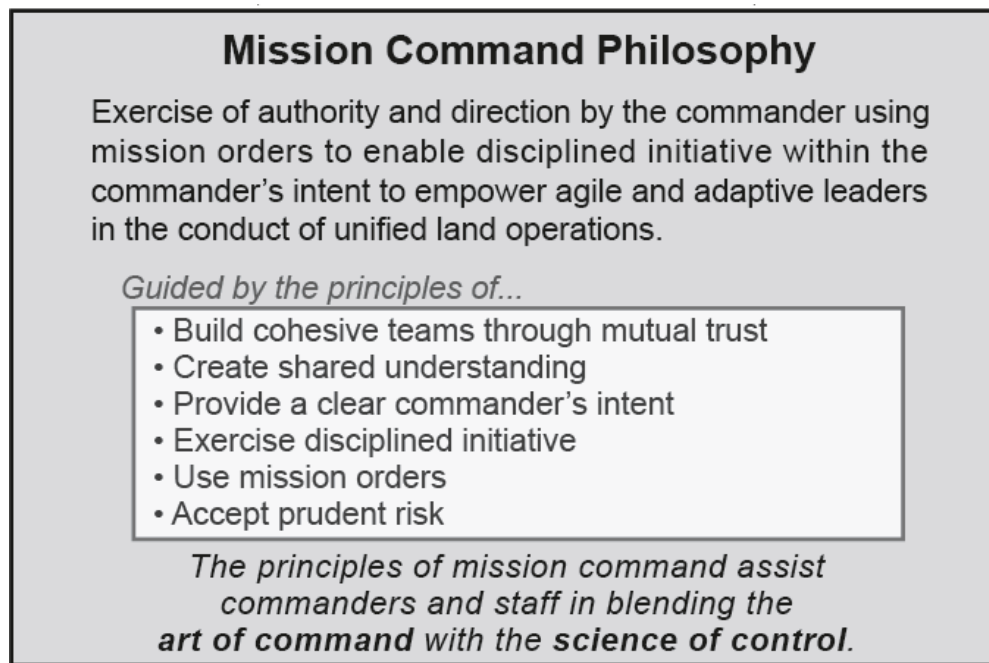 Mission Command Philosophy
Exercise of authority and direction by the commander using
mission orders to enable disciplined initiative within the
commander’s intent to empower agile and adaptive leaders
in the conduct of unified land operations.
Guided by the principles of...
• Build cohesive teams through mutual trust
• Create shared understanding
• Provide a clear commander’s intent
• Exercise disciplined initiative
• Use mission orders
• Accept prudent risk
The principles of mission command assist
commanders and staff in blending the
art of command with the science of control.